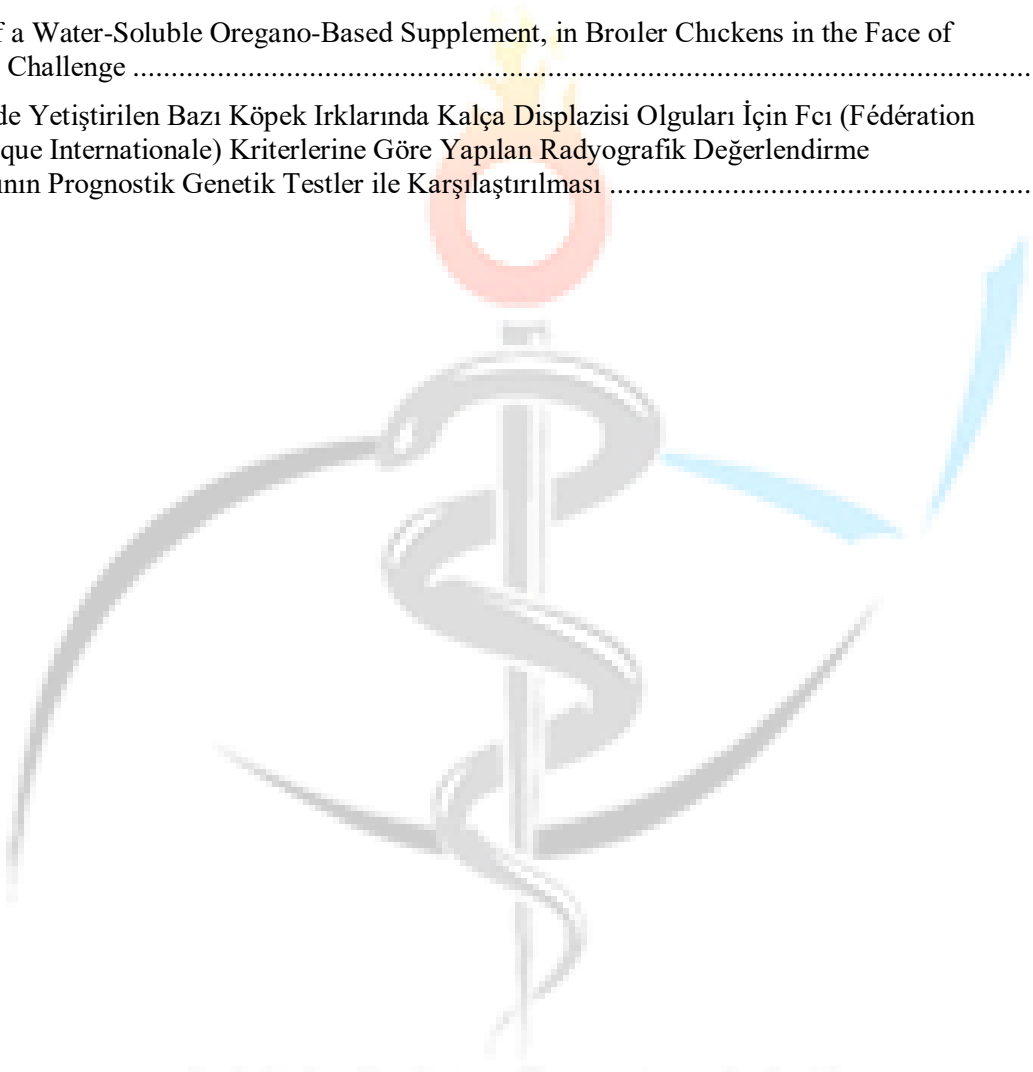 f a Water-Soluble Oregano-Based Supplement, in Broıler Chıckens in the Face of
Challenge ........................................................................................................................
de Yetiştirilen Bazı Köpek Irklarında Kalça Displazisi Olguları İçin Fcı (Fédération
que Internationale) Kriterlerine Göre Yapılan Radyografik Değerlendirme
ının Prognostik Genetik Testler ile Karşılaştırılması .......................................................